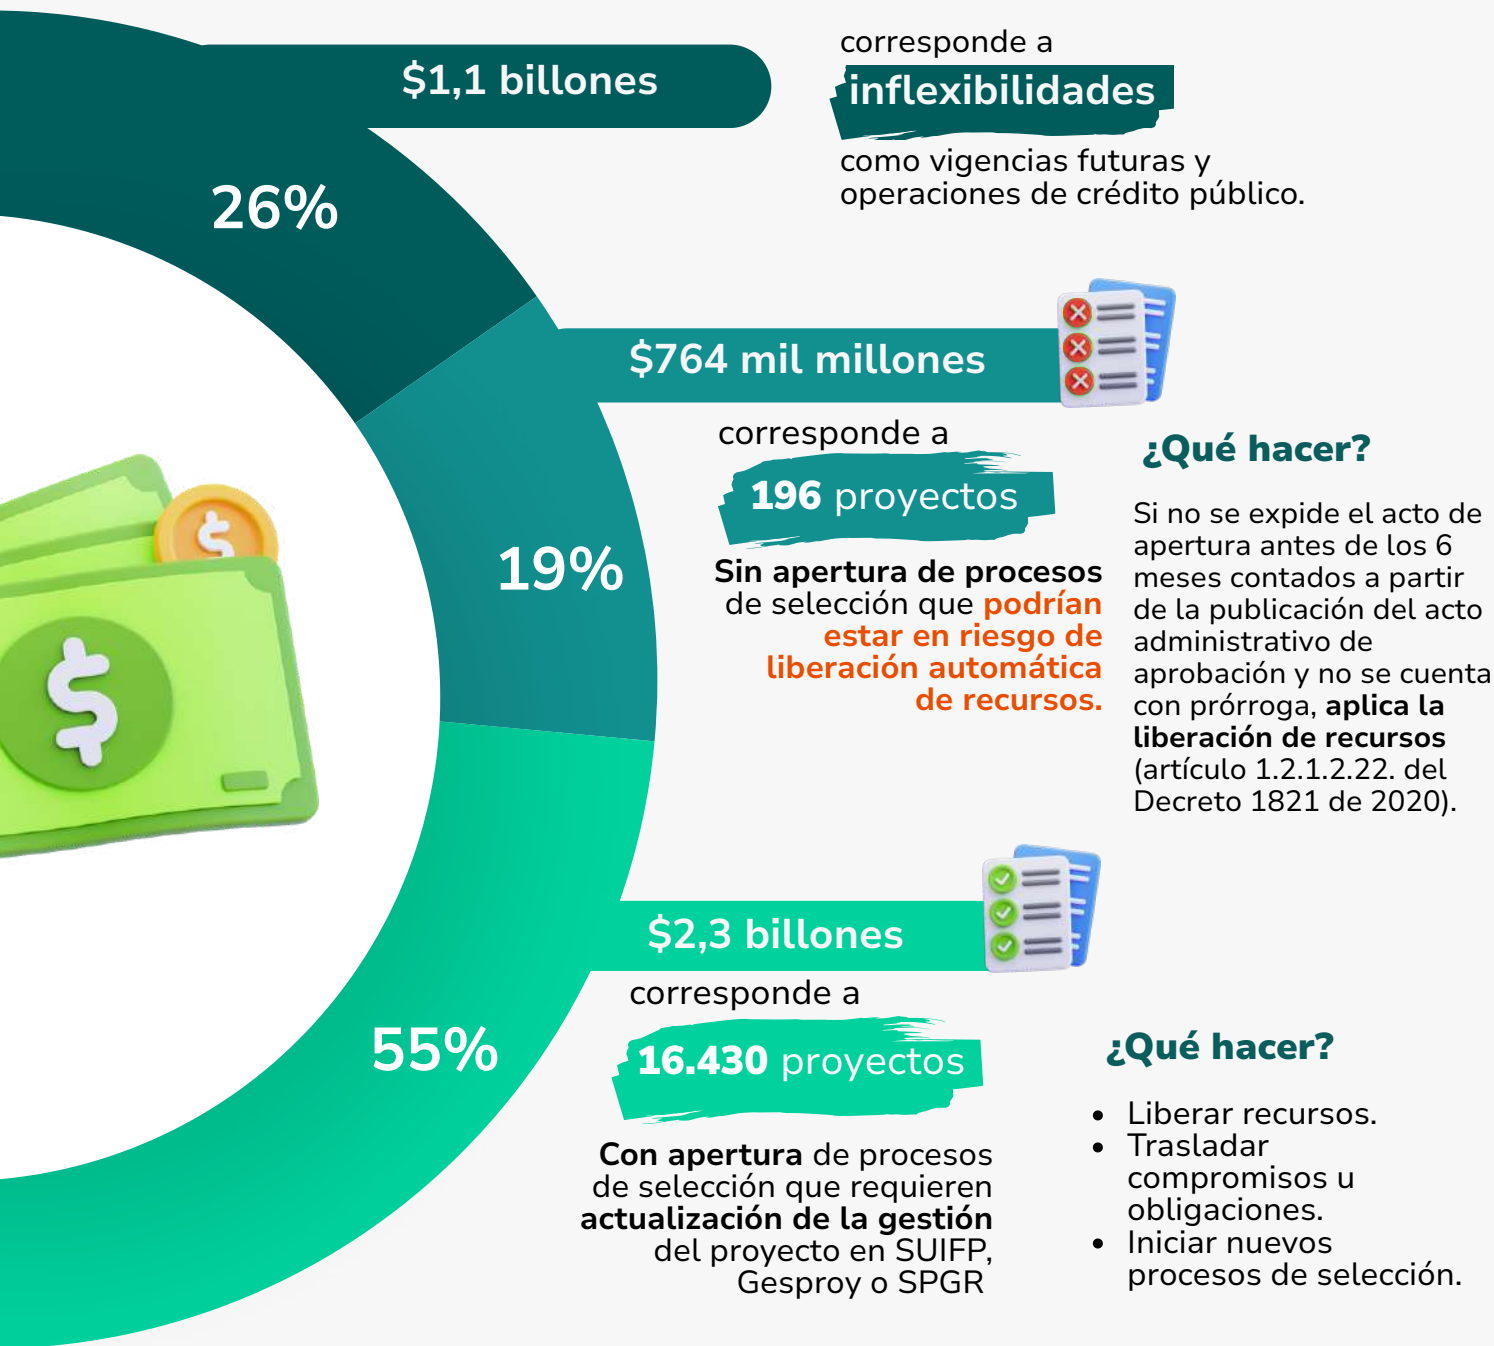 $1,1 billones
corresponde a
inflexibilidades
como vigencias futuras y
operaciones de crédito público.
26%
$764 mil millones
corresponde a
196 proyectos
Sin apertura de procesos
de selección que podrían
estar en riesgo de
liberación automática
de recursos.
19%
¿Qué hacer?
Si no se expide el acto de
apertura antes de los 6
meses contados a partir
de la publicación del acto
administrativo de
aprobación y no se cuenta
con prórroga, aplica la
liberación de recursos
(artículo 1.2.1.2.22. del
Decreto 1821 de 2020).
$2,3 billones
corresponde a
55%
16.430 proyectos
Con apertura de procesos
de selección que requieren
actualización de la gestión
del proyecto en SUIFP,
Gesproy o SPGR
¿Qué hacer?
• Liberar recursos.
• Trasladar
compromisos u
obligaciones.
• Iniciar nuevos
procesos de selección.
$
$